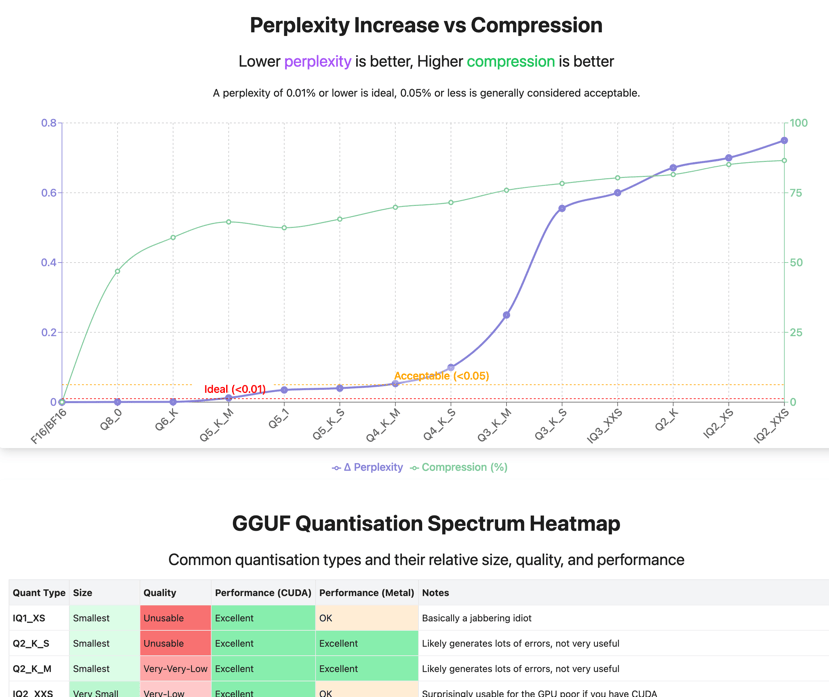 Perplexity Increase vs Compression
Lower perplexity is better, Higher compression is better
A perplexity of 0.01% or lower is ideal, 0.05% or less is generally considered acceptable.
0.8
0.6
0.4
0.2
0
100
75
50
25
0
Acceptable (<0.05)
Ideal (<0.01)
F16/BF16
Q8_0
Q6_K
Q5_K_M
Q5_1
Q5_K_S
Q4_K_M
Q4_K_S
Q3_K_M
Q3_K_S
IQ3_XXS
Q2_K
IQ2_XS
IQ2_XXS
Δ Perplexity Compression (%)
GGUF Quantisation Spectrum Heatmap
Common quantisation types and their relative size, quality, and performance
Quant Type Size Quality Performance (CUDA) Performance (Metal) Notes
IQ1_XS Smallest Unusable Excellent OK Basically a jabbering idiot
Q2_K_S Smallest Unusable Excellent Excellent Likely generates lots of errors, not very useful
Q2_K_M Smallest Very-Very-Low Excellent Excellent Likely generates lots of errors, not very useful
IQ2_XXS Very Small Very-Low Excellent OK Surprisingly usable for the GPU poor if you have CUDA